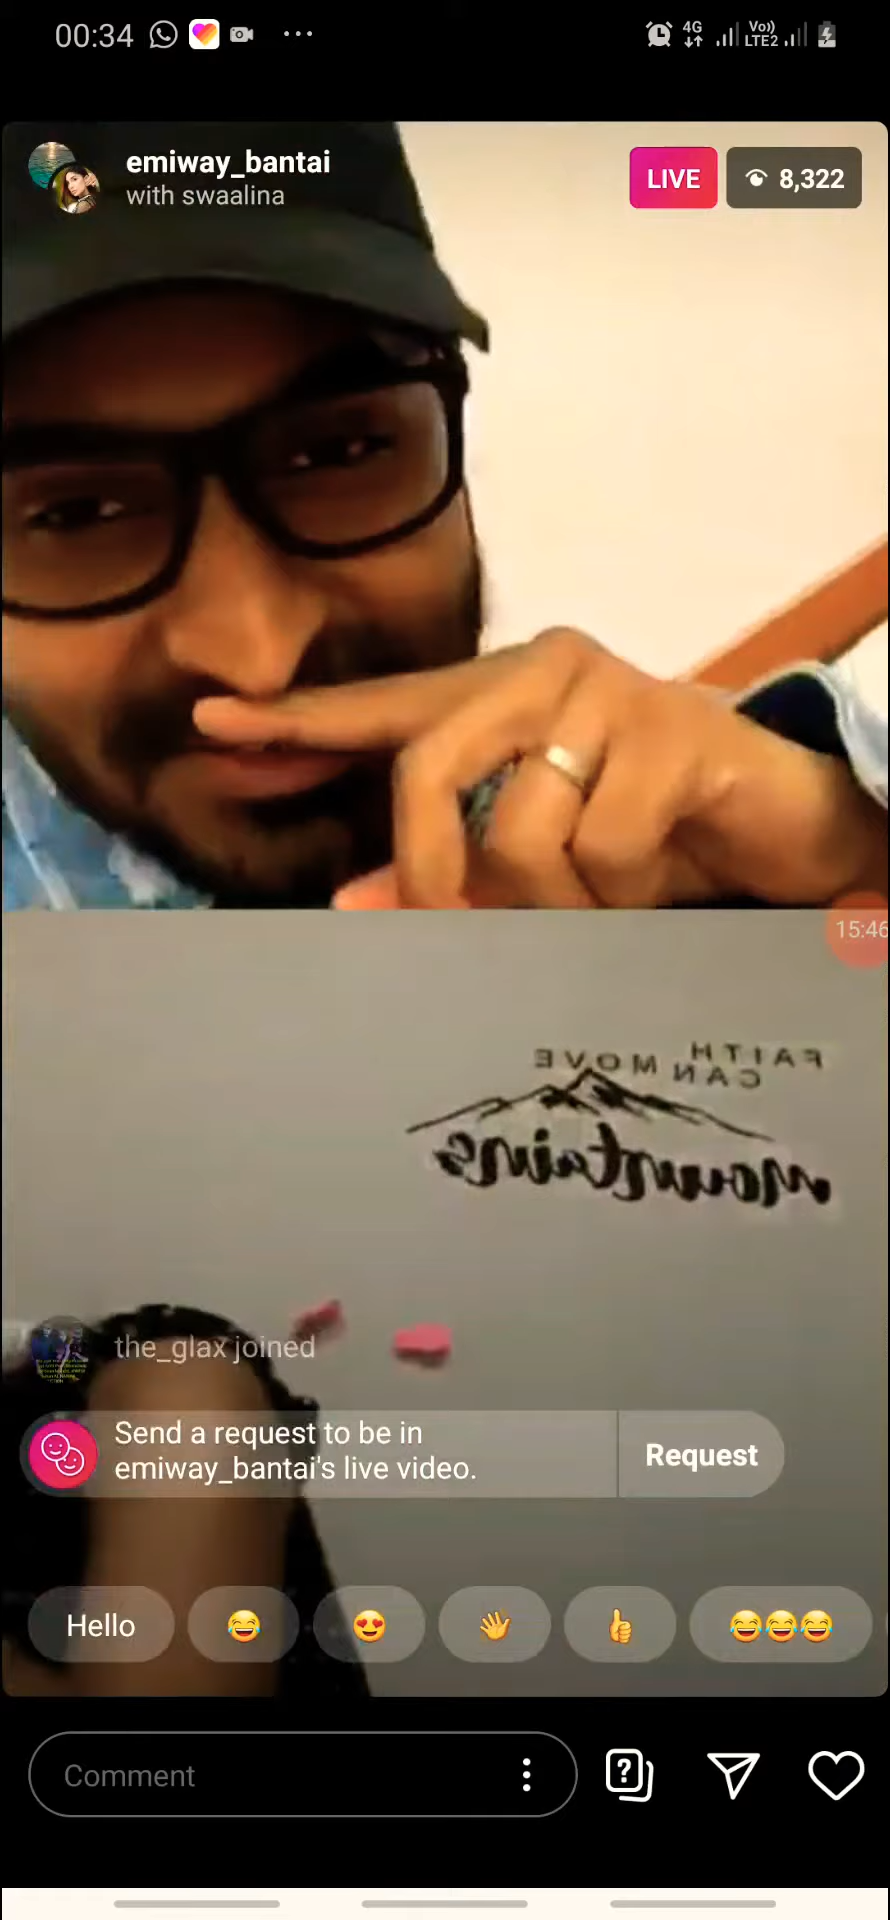 00:34
4G
Vo))
LTE2
emiway_bantai
with swaalina
LIVE
8,322
15:46
FAITH
CAN MOVE
mountains
the_glax joined
Send a request to be in
emiway_bantai's live video.
Request
Hello
Comment